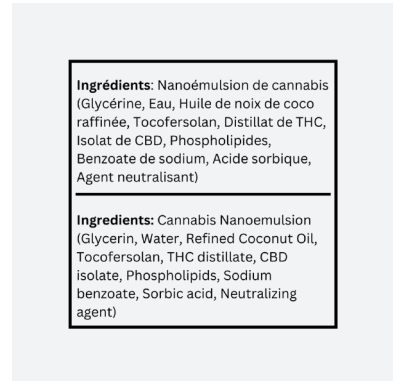 Ingrédients: Nanoémulsion de cannabis
(Glycérine, Eau, Huile de noix de coco
raffinée, Tocofersolan, Distillat de THC,
Isolat de CBD, Phospholipides,
Benzoate de sodium, Acide sorbique,
Agent neutralisant)
Ingredients: Cannabis Nanoemulsion
(Glycerin, Water, Refined Coconut Oil,
Tocofersolan, THC distillate, CBD
isolate, Phospholipids, Sodium
benzoate, Sorbic acid, Neutralizing
agent)